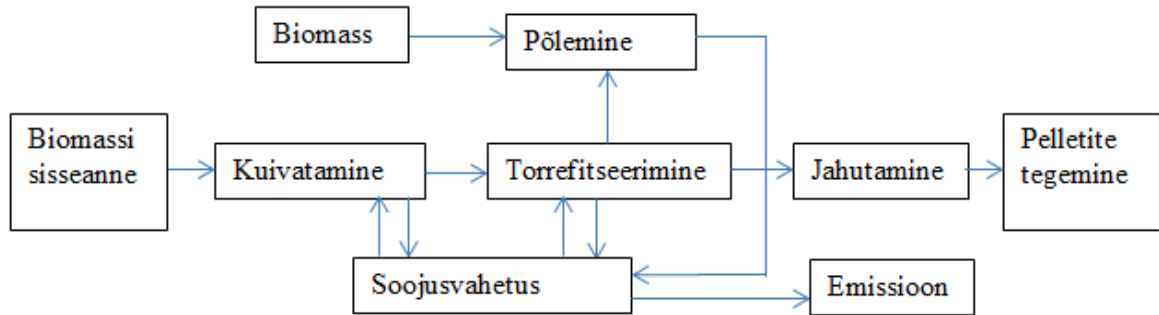 Biomass
Põlemine
Biomassi
sisseanne
Kuivatamine
Torrefitseerimine
Jahutamine
Pelletite
tegemine
Soojusvahetus
Emissioon